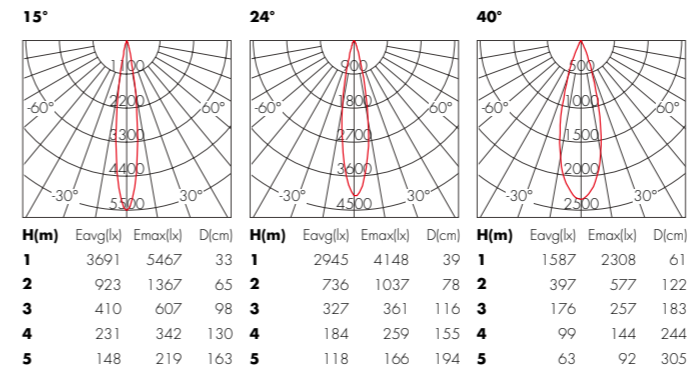 15° 24° 40°
1100 900 500
-60° 2200 60° -60° 1800 60° -60° 1000 60°
3300 2700 1500
4400 3600 2000
-30° 5500 30° -30° 4500 30° -30° 2500 30°
H(m) Eavg(lx) Emax(lx) D(cm) H(m) Eavg(lx) Emax(lx) D(cm) H(m) Eavg(lx) Emax(lx) D(cm)
1 3691 5467 33 1 2945 4148 39 1 1587 2308 61
2 923 1367 65 2 736 1037 78 2 397 577 122
3 410 607 98 3 327 361 116 3 176 257 183
4 231 342 130 4 184 259 155 4 99 144 244
5 148 219 163 5 118 166 194 5 63 92 305